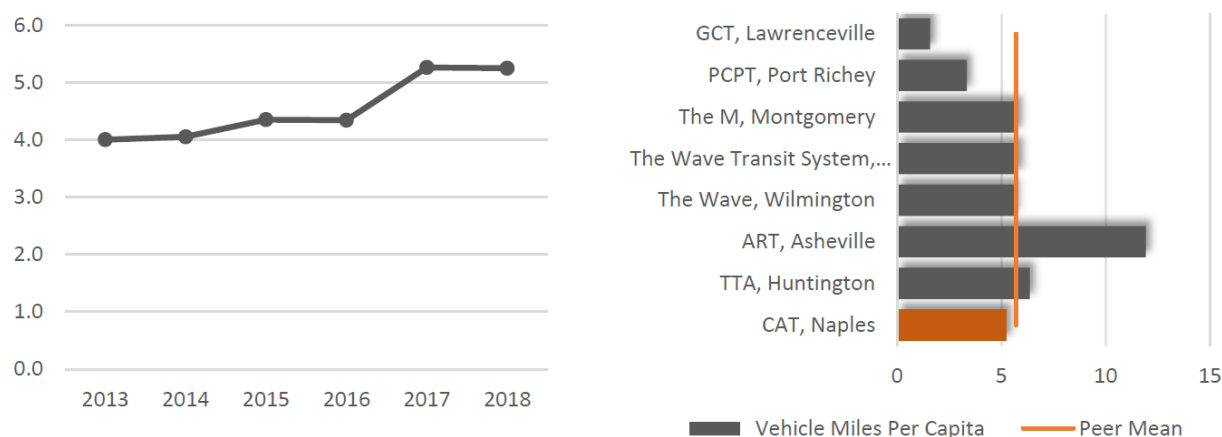 6.0
5.0
4.0
3.0
2.0
1.0
0.0
2013 2014 2015 2016 2017 2018
GCT, Lawrenceville
PCPT, Port Richey
The M, Montgomery
The Wave Transit System,...
The Wave, Wilmington
ART, Asheville
TTA, Huntington
CAT, Naples
0 5 10 15
Vehicle Miles Per Capita Peer Mean